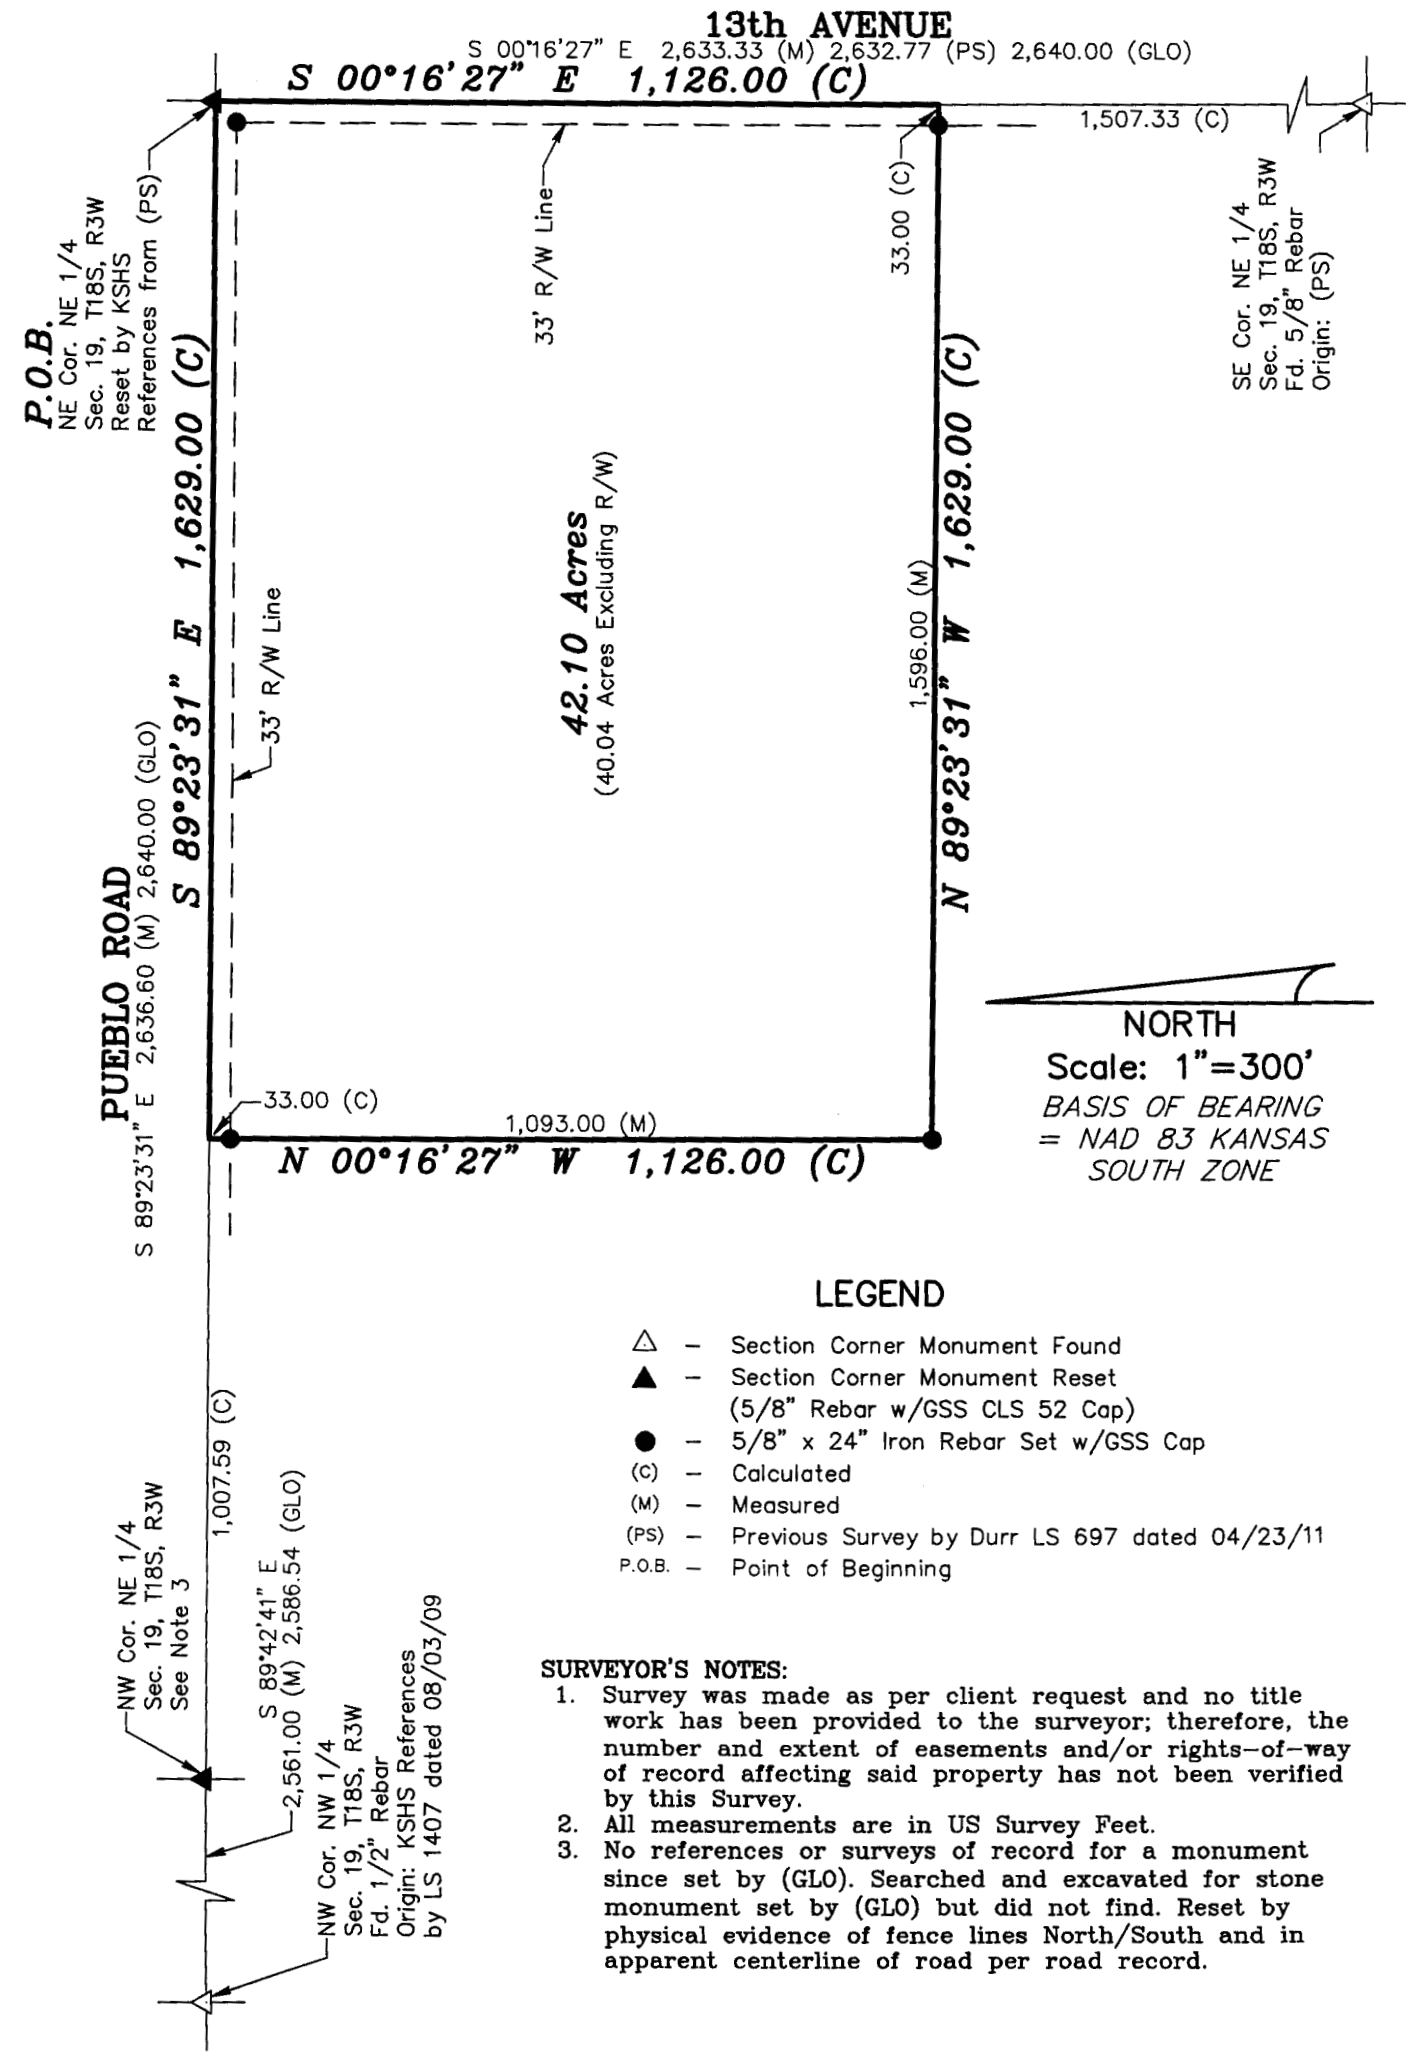 13th AVENUE
S 00°16'27" E 2,633.33 (M) 2,632.77 (PS) 2,640.00 (GLO)
S 00°16'27" E 1,126.00 (C)
1,507.33 (C)
P.O.B.
NE Cor. NE 1/4
Sec. 19, T18S, R3W
Reset by KSHS
References from (PS)
33' R/W Line
33.00 (C)
SE Cor. NE 1/4
Sec. 19, T18S, R3W
Fd. 5/8" Rebar
Origin: (PS)
S 89°23'31" E 1,629.00 (C)
33' R/W Line
42.10 Acres
(40.04 Acres Excluding R/W)
1,596.00 (M)
N 89°23'31" W 1,629.00 (C)
PUEBLO ROAD
S 89°23'31" E 2,636.60 (M) 2,640.00 (GLO)
33.00 (C)
1,093.00 (M)
N 00°16'27" W 1,126.00 (C)
NORTH
Scale: 1"=300'
BASIS OF BEARING
= NAD 83 KANSAS
SOUTH ZONE
1,007.59 (C)
NW Cor. NE 1/4
Sec. 19, T18S, R3W
See Note 3
S 89°42'41" E
2,561.00 (M) 2,586.54 (GLO)
NW Cor. NW 1/4
Sec. 19, T18S, R3W
Fd. 1/2" Rebar
Origin: KSHS References
by LS 1407 dated 08/03/09
LEGEND
– Section Corner Monument Found
– Section Corner Monument Reset
(5/8" Rebar w/GSS CLS 52 Cap)
– 5/8" x 24" Iron Rebar Set w/GSS Cap
(C) – Calculated
(M) – Measured
(PS) – Previous Survey by Durr LS 697 dated 04/23/11
P.O.B. – Point of Beginning
SURVEYOR'S NOTES:
1. Survey was made as per client request and no title
work has been provided to the surveyor; therefore, the
number and extent of easements and/or rights-of-way
of record affecting said property has not been verified
by this Survey.
2. All measurements are in US Survey Feet.
3. No references or surveys of record for a monument
since set by (GLO). Searched and excavated for stone
monument set by (GLO) but did not find. Reset by
physical evidence of fence lines North/South and in
apparent centerline of road per road record.